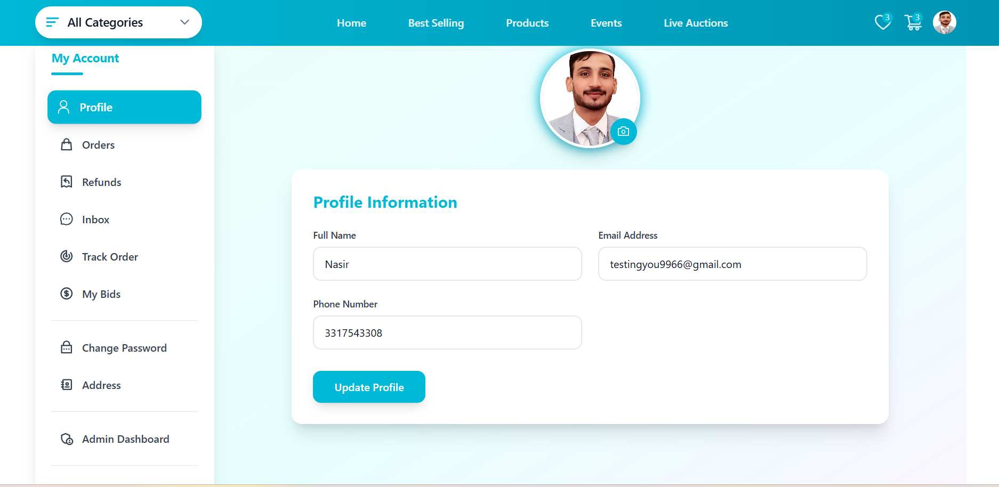 All Categories
Home
Best Selling
Products
Events
Live Auctions
3
3
My Account
Profile
Orders
Refunds
Inbox
Track Order
My Bids
Change Password
Address
Admin Dashboard
Profile Information
Full Name
Email Address
Nasir
testingyou9966@gmail.com
Phone Number
3317543308
Update Profile